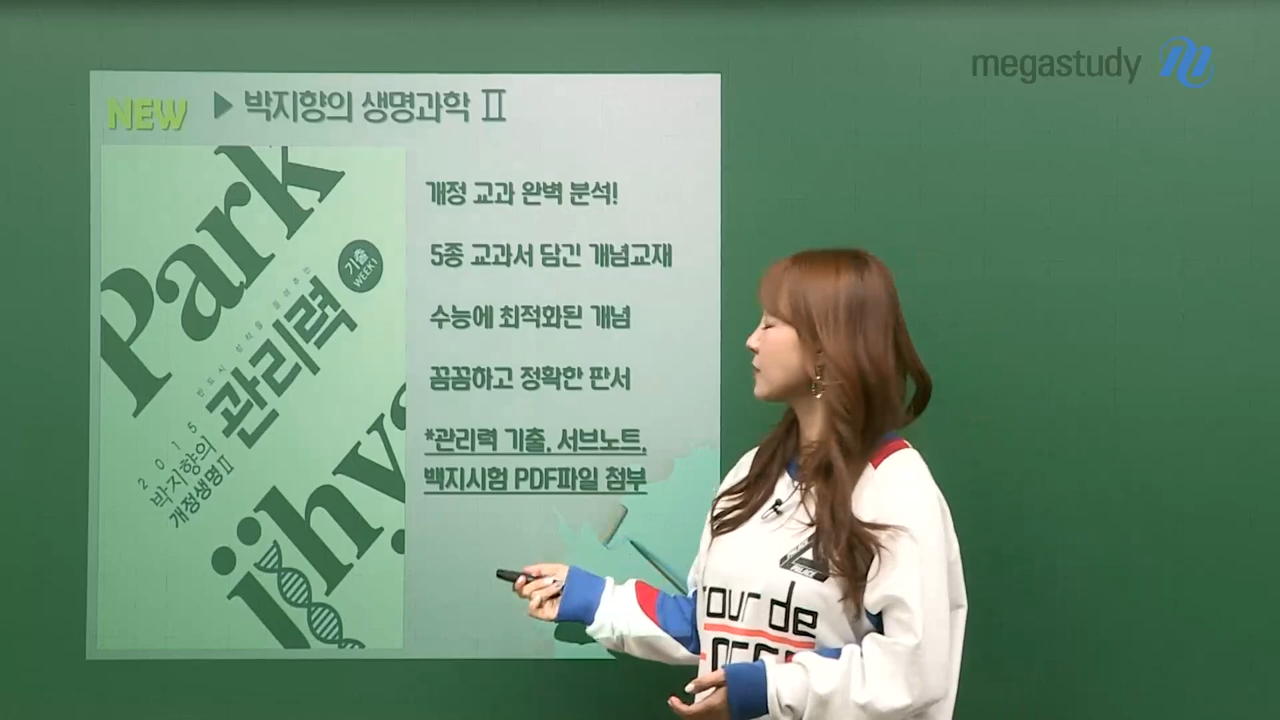 megastudy
NEW ▶ 박지향의 생명과학 Ⅱ
Park
기출
WEEK1
관리력
2015
박지향의
개정생명Ⅱ
jihya
개정 교과 완벽 분석!
5종 교과서 담긴 개념교재
수능에 최적화된 개념
꼼꼼하고 정확한 판서
*관리력 기출, 서브노트,
백지시험 PDF파일 첨부
PALACE
our de